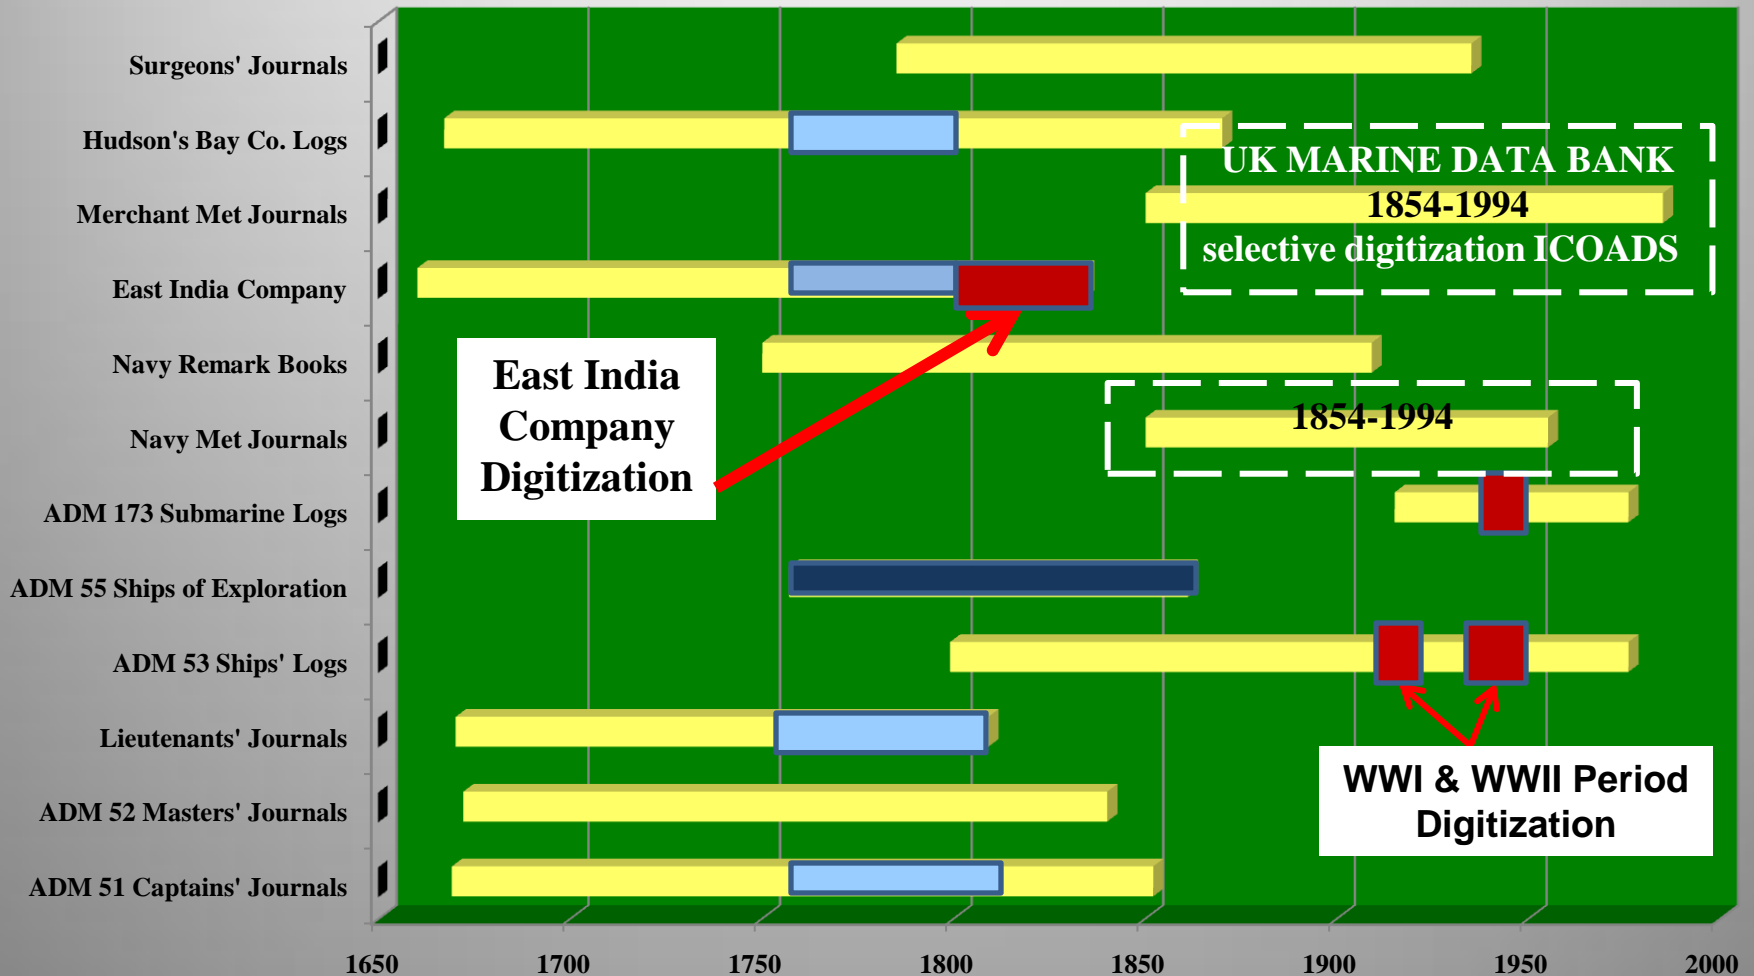 Surgeons' Journals
Hudson's Bay Co. Logs
Merchant Met Journals
East India Company
Navy Remark Books
Navy Met Journals
ADM 173 Submarine Logs
ADM 55 Ships of Exploration
ADM 53 Ships' Logs
Lieutenants' Journals
ADM 52 Masters' Journals
ADM 51 Captains' Journals
UK MARINE DATA BANK
1854-1994
selective digitization ICOADS
East India
Company
Digitization
1854-1994
WWI & WWII Period
Digitization
1650 1700 1750 1800 1850 1900 1950 2000